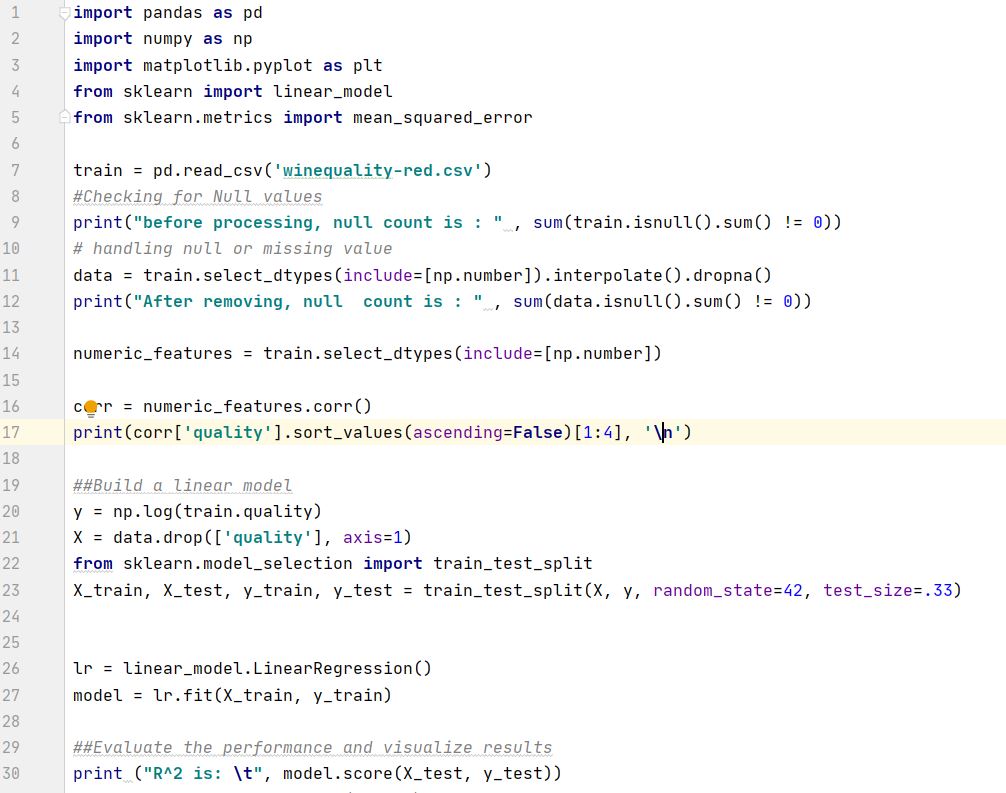 1 import pandas as pd
2 import numpy as np
3 import matplotlib.pyplot as plt
4 from sklearn import linear_model
5 from sklearn.metrics import mean_squared_error
6
7 train = pd.read_csv('winequality-red.csv')
8 #Checking for Null values
9 print("before processing, null count is : " , sum(train.isnull().sum() != 0))
10 # handling null or missing value
11 data = train.select_dtypes(include=[np.number]).interpolate().dropna()
12 print("After removing, null  count is : " , sum(data.isnull().sum() != 0))
13
14 numeric_features = train.select_dtypes(include=[np.number])
15
16 corr = numeric_features.corr()
17 print(corr['quality'].sort_values(ascending=False)[1:4], '\n')
18
19 ##Build a linear model
20 y = np.log(train.quality)
21 X = data.drop(['quality'], axis=1)
22 from sklearn.model_selection import train_test_split
23 X_train, X_test, y_train, y_test = train_test_split(X, y, random_state=42, test_size=.33)
24
25
26 lr = linear_model.LinearRegression()
27 model = lr.fit(X_train, y_train)
28
29 ##Evaluate the performance and visualize results
30 print ("R^2 is: \t", model.score(X_test, y_test))